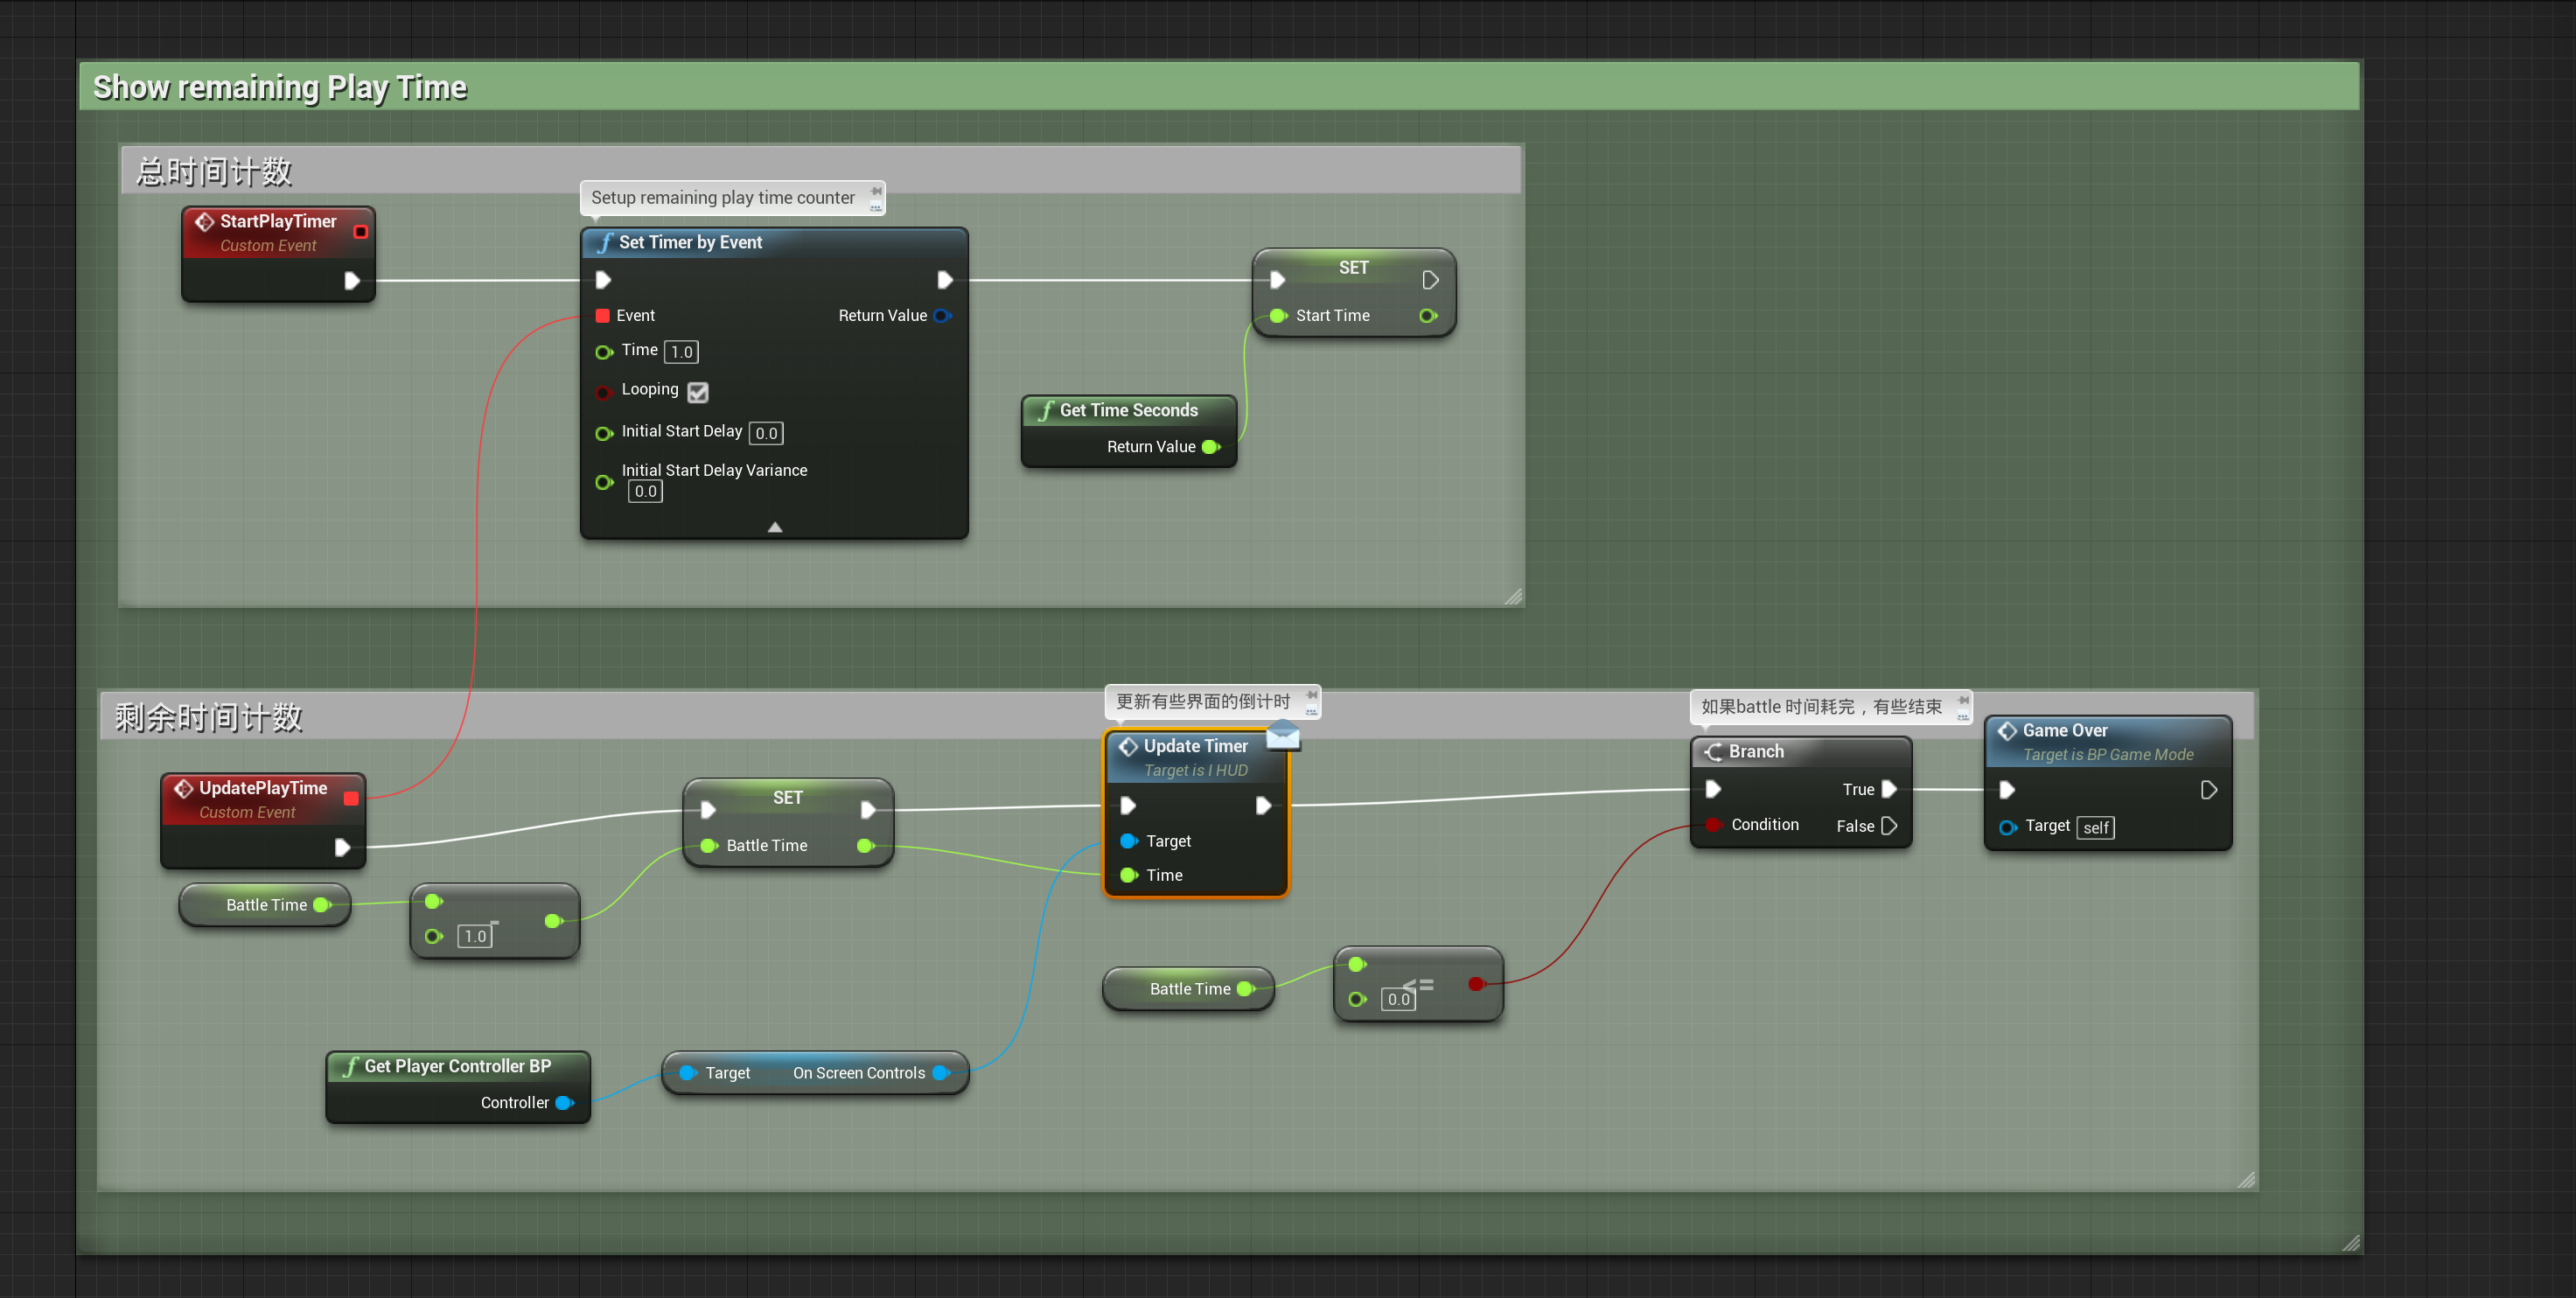 Show remaining Play Time
总时间计数
Setup remaining play time counter
StartPlayTimer
Custom Event
Set Timer by Event
Event
Return Value
Time 1.0
Looping
Initial Start Delay 0.0
Initial Start Delay Variance
0.0
SET
Start Time
Get Time Seconds
Return Value
剩余时间计数
UpdatePlayTime
Custom Event
Battle Time
-
1.0
SET
Battle Time
更新有些界面的倒计时
Update Timer
Target is I HUD
Target
Time
Get Player Controller BP
Controller
Target On Screen Controls
Battle Time
<=
0.0
如果battle 时间耗完，有些结束
Branch
True
Condition False
Game Over
Target is BP Game Mode
Target self